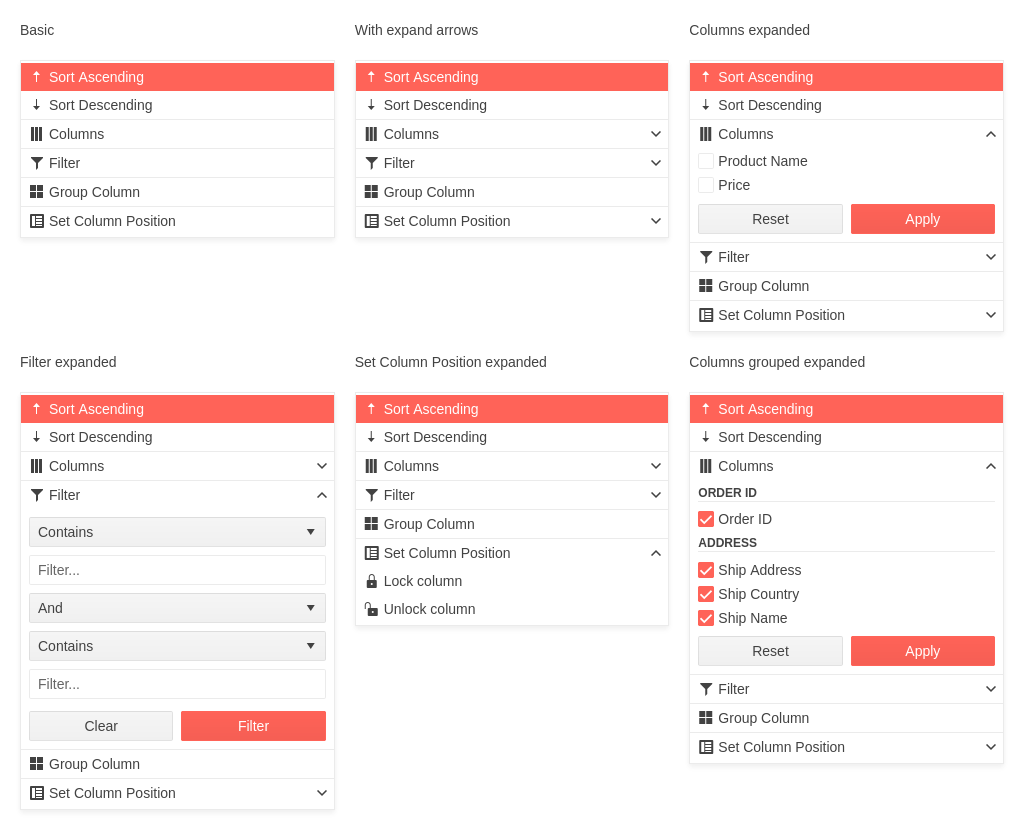 Basic
Sort Ascending
Sort Descending
Columns
Filter
Group Column
Set Column Position
With expand arrows
Sort Ascending
Sort Descending
Columns
Filter
Group Column
Set Column Position
Columns expanded
Sort Ascending
Sort Descending
Columns
Product Name
Price
Reset Apply
Filter
Group Column
Set Column Position
Filter expanded
Sort Ascending
Sort Descending
Columns
Filter
Contains
Filter...
And
Contains
Filter...
Clear Filter
Group Column
Set Column Position
Set Column Position expanded
Sort Ascending
Sort Descending
Columns
Filter
Group Column
Set Column Position
Lock column
Unlock column
Columns grouped expanded
Sort Ascending
Sort Descending
Columns
ORDER ID
Order ID
ADDRESS
Ship Address
Ship Country
Ship Name
Reset Apply
Filter
Group Column
Set Column Position